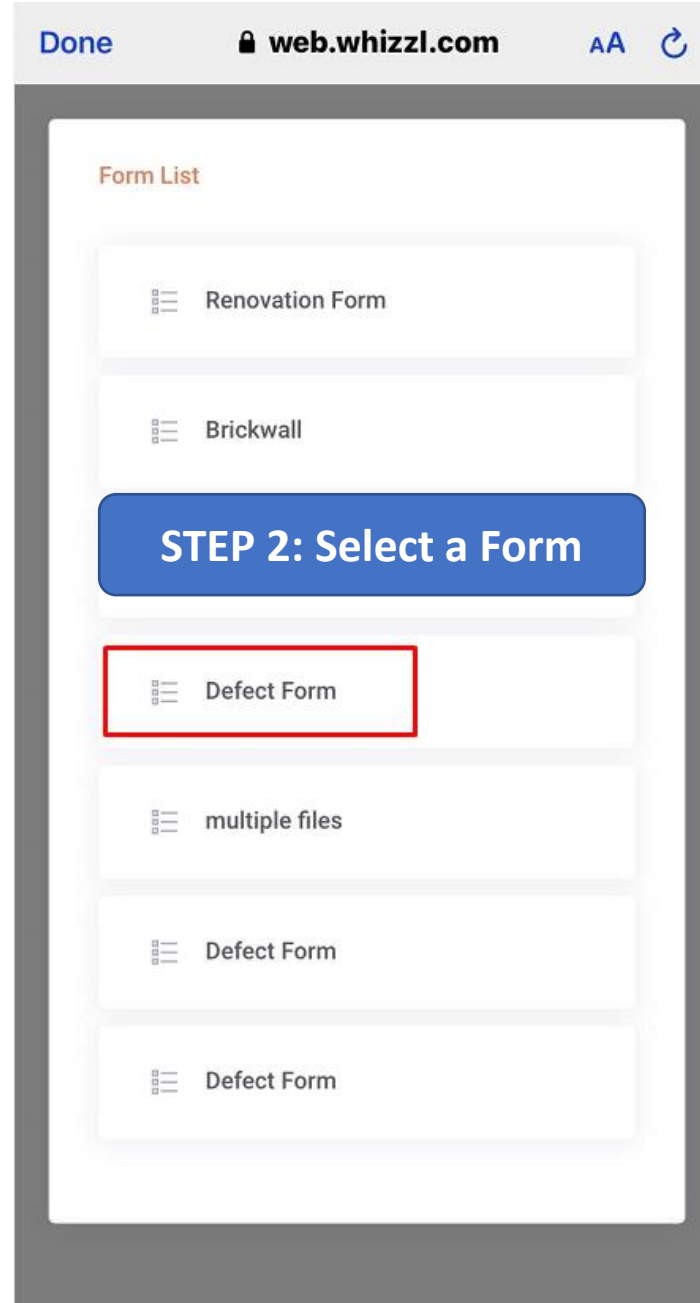 Done web.whizzl.com AA
Form List
Renovation Form
Brickwall
STEP 2: Select a Form
Defect Form
multiple files
Defect Form
Defect Form